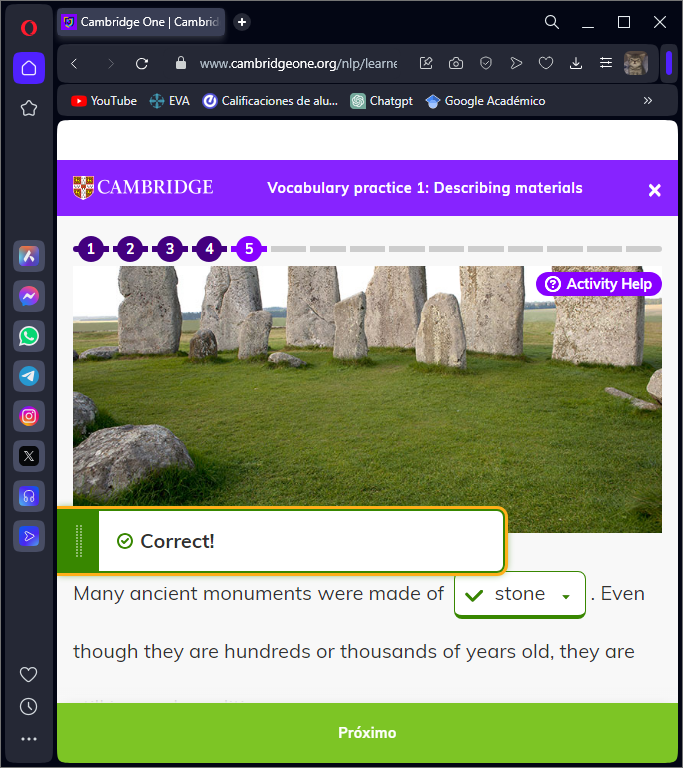 Cambridge One | Cambrid
www.cambridgeone.org/nlp/learne
YouTube
EVA
Calificaciones de alu...
Chatgpt
Google Académico
CAMBRIDGE
Vocabulary practice 1: Describing materials
1 2 3 4 5
Activity Help
Correct!
Many ancient monuments were made of stone . Even
though they are hundreds or thousands of years old, they are
Próximo